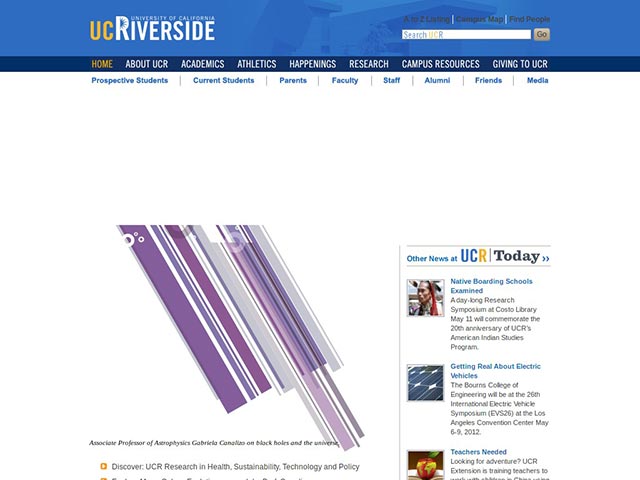 UNIVERSITY OF CALIFORNIA
UCRIVERSIDE
A to Z Listing | Campus Map | Find People
Search UCR Go
HOME ABOUT UCR ACADEMICS ATHLETICS HAPPENINGS RESEARCH CAMPUS RESOURCES GIVING TO UCR
Prospective Students Current Students Parents Faculty Staff Alumni Friends Media
Other News at UCR Today ››
Native Boarding Schools
Examined
A day-long Research
Symposium at Costo Library
May 11 will commemorate the
20th anniversary of UCR's
American Indian Studies
Program.
Getting Real About Electric
Vehicles
The Bourns College of
Engineering will be at the 26th
International Electric Vehicle
Symposium (EVS26) at the Los
Angeles Convention Center May
6-9, 2012.
Associate Professor of Astrophysics Gabriela Canalizo on black holes and the universe.
Discover: UCR Research in Health, Sustainability, Technology and Policy
Teachers Needed
Looking for adventure? UCR
Extension is training teachers to